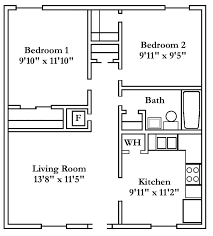 Bedroom 1
9'10" x 11'10"
Bedroom 2
9'11" x 9'5"
Bath
F
WH
Living Room
13'8" x 11'5"
Kitchen
9'11" x 11'2"